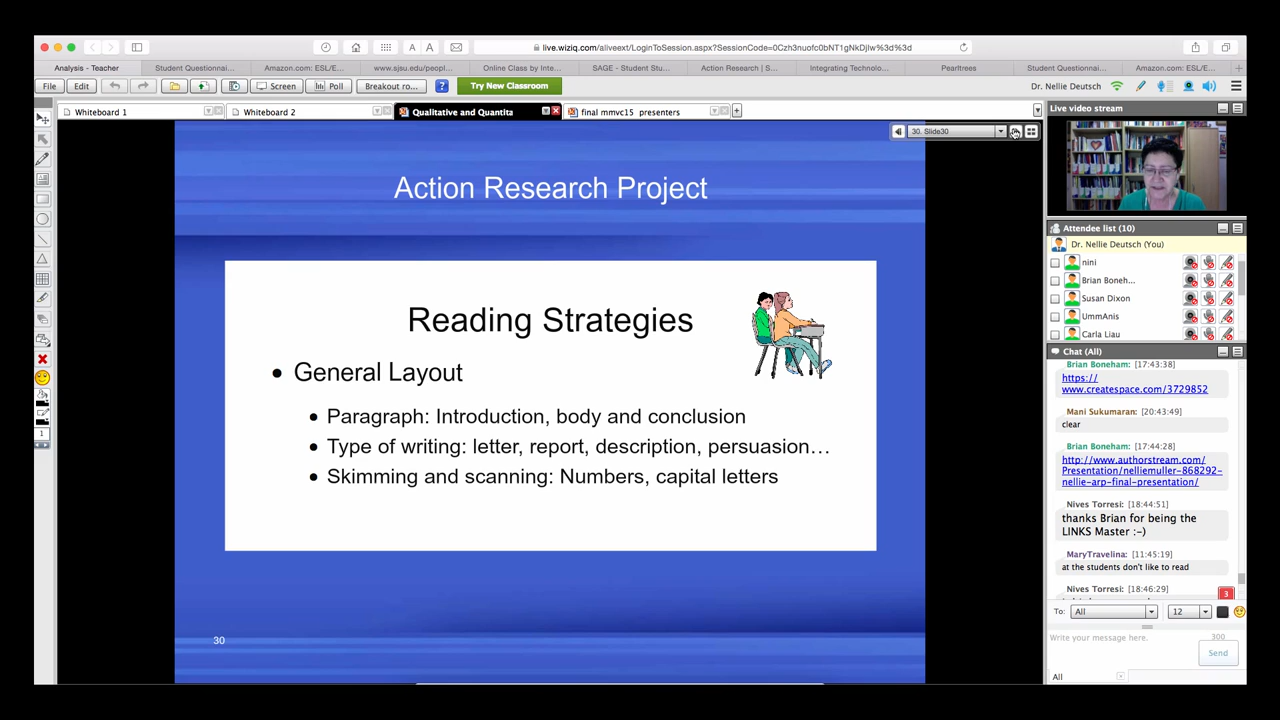 live.wiziq.com/aliveext/LoginToSession.aspx?SessionCode=0Czh3nuofc0bNT1gNkDjlw%3d%3d
Analysis - Teacher
Student Questionnai...
Amazon.com: ESL/E...
www.sjsu/edu/peopl...
Online Class by Inte...
SAGE - Student Stu...
Action Research | S...
Integrating Technolo...
Pearltrees
Student Questionnai...
Amazon.com: ESL/E...
File
Edit
Screen
Poll
Breakout ro...
?
Try New Classroom
Dr. Nellie Deutsch
Whiteboard 1
Whiteboard 2
Qualitative and Quantita
final mmvc15 presenters
Live video stream
30. Slide30
Action Research Project
Reading Strategies
• General Layout
• Paragraph: Introduction, body and conclusion
• Type of writing: letter, report, description, persuasion…
• Skimming and scanning: Numbers, capital letters
30
1
Attendee list (10)
Dr. Nellie Deutsch (You)
nini
Brian Boneh...
Susan Dixon
UmmAnis
Carla Liau
Chat (All)
Brian Boneham: [17:43:38]
https://
www.createspace.com/3729852
Mani Sukumaran: [20:43:49]
clear
Brian Boneham: [17:44:28]
http://www.authorstream.com/
Presentation/nelliemuller-868292-
nellie-arp-final-presentation/
Nives Torresi: [18:44:51]
thanks Brian for being the
LINKS Master :-)
MaryTravelina: [11:45:19]
at the students don't like to read
Nives Torresi: [18:46:29]
3
To: All 12
Write your message here. 300
Send
All